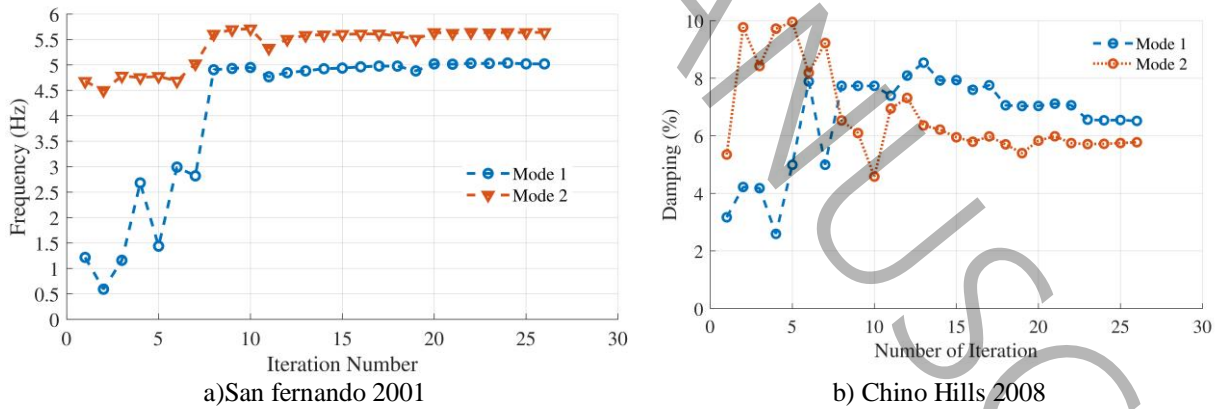 Frequency (Hz)
6
5.5
5
4.5
4
3.5
3
2.5
2
1.5
1
0.5
0
0 5 10 15 20 25 30
Iteration Number
Mode 1
Mode 2
a)San fernando 2001
Damping (%)
10
8
6
4
2
0
0 5 10 15 20 25 30
Number of Iteration
Mode 1
Mode 2
b) Chino Hills 2008